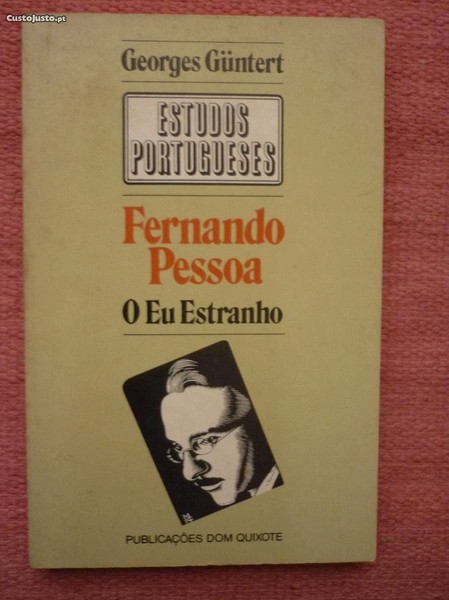 CustoJusto.pt
Georges Güntert
ESTUDOS
PORTUGUESES
Fernando
Pessoa
O Eu Estranho
PUBLICAÇÕES DOM QUIXOTE